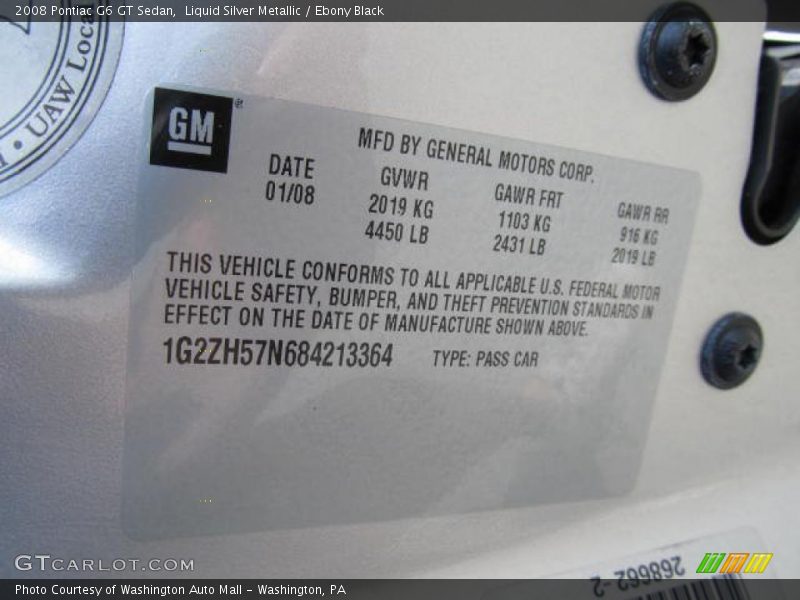 2008 Pontiac G6 GT Sedan, Liquid Silver Metallic / Ebony Black
UAW Local
GM®
MFD BY GENERAL MOTORS CORP.
DATE GVWR GAWR FRT GAWR RR
01/08 2019 KG 1103 KG 916 KG
4450 LB 2431 LB 2019 LB
THIS VEHICLE CONFORMS TO ALL APPLICABLE U.S. FEDERAL MOTOR
VEHICLE SAFETY, BUMPER, AND THEFT PREVENTION STANDARDS IN
EFFECT ON THE DATE OF MANUFACTURE SHOWN ABOVE.
1G2ZH57N684213364 TYPE: PASS CAR
268662-2
GTCARLOT.COM
Photo Courtesy of Washington Auto Mall - Washington, PA